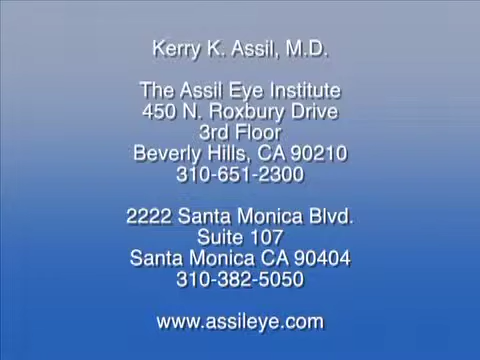 Kerry K. Assil, M.D.
The Assil Eye Institute
450 N. Roxbury Drive
3rd Floor
Beverly Hills, CA 90210
310-651-2300
2222 Santa Monica Blvd.
Suite 107
Santa Monica CA 90404
310-382-5050
www.assileye.com